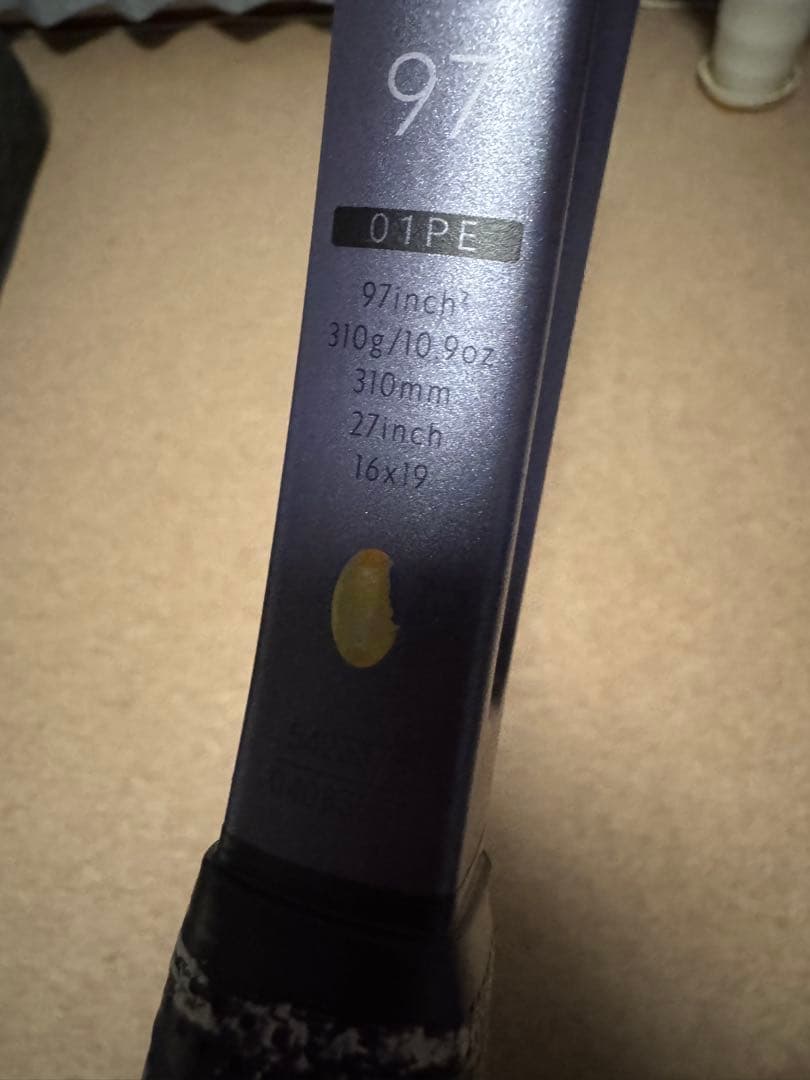 97
01PE
97inch²
310g/10.9oz
310mm
27inch
16x19